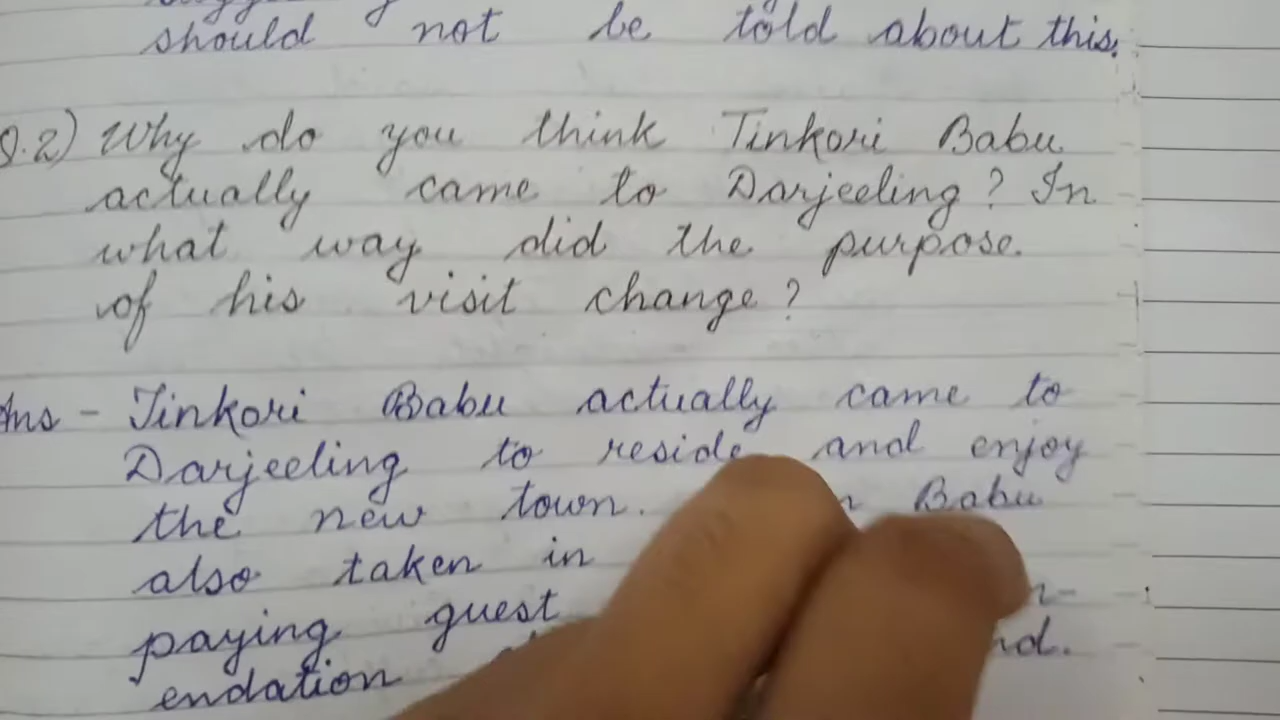 should not be told about this.
Q.2) Why do you think Tinkori Babu
actually came to Darjeeling? In
what way did the purpose.
of his visit change?
Ans - Tinkori Babu actually came to
Darjeeling to reside and enjoy
the new town. Babu
also taken in
paying guest
endation